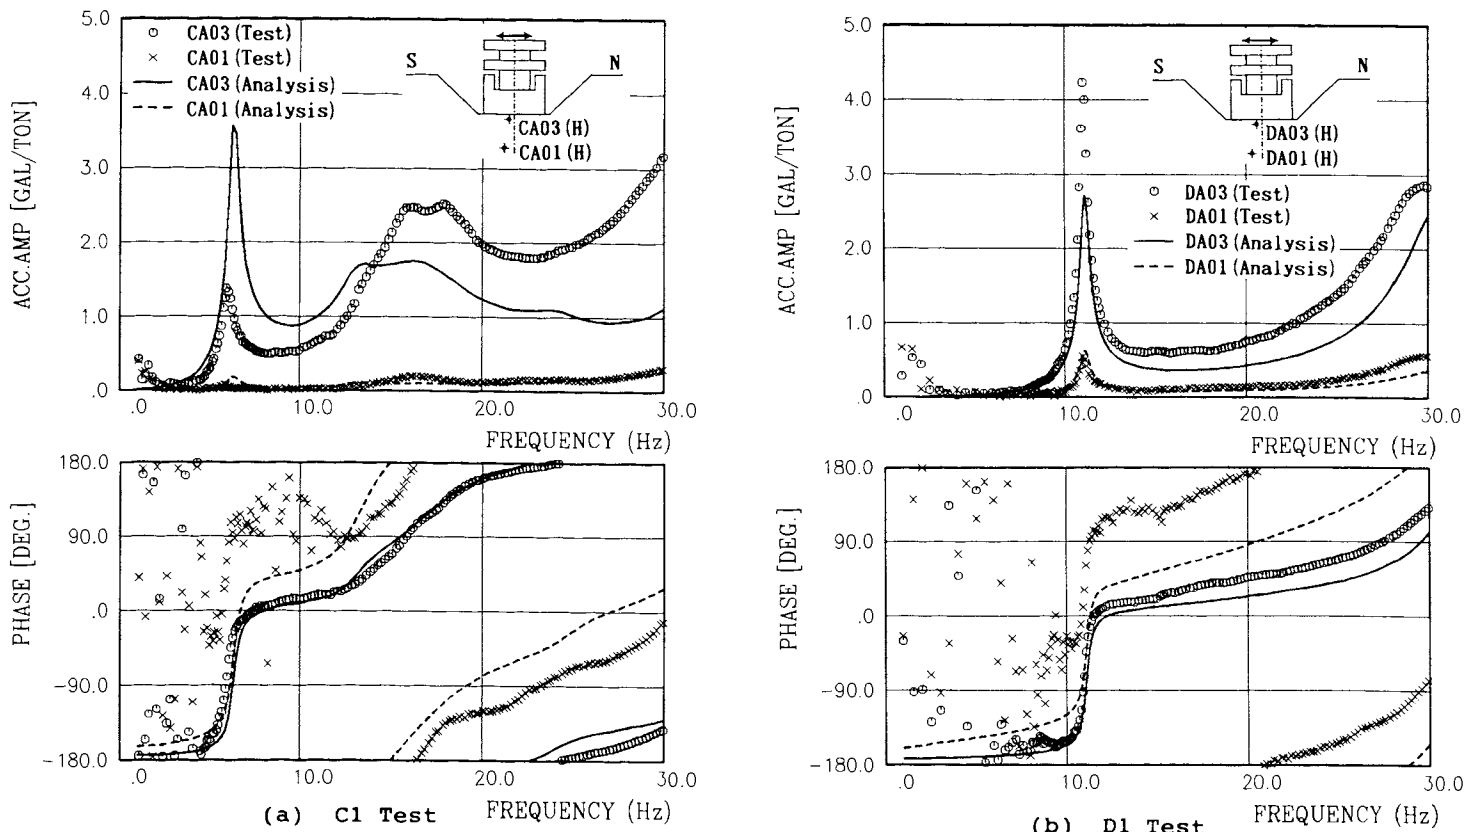 5.0
4.0
3.0
2.0
1.0
.0
ACC.AMP [GAL/TON]
CA03(Test)
CA01(Test)
CA03(Analysis)
CA01(Analysis)
S
N
CA03(H)
CA01(H)
.0
10.0
20.0
30.0
FREQUENCY (Hz)
180.0
90.0
.0
-90.0
-180.0
PHASE [DEG.]
.0
10.0
20.0
30.0
FREQUENCY (Hz)
(a) C1 Test
5.0
4.0
3.0
2.0
1.0
.0
ACC.AMP [GAL/TON]
S
N
DA03(H)
DA01(H)
DA03(Test)
DA01(Test)
DA03(Analysis)
DA01(Analysis)
.0
10.0
20.0
30.0
FREQUENCY (Hz)
180.0
90.0
.0
-90.0
-180.0
PHASE [DEG.]
.0
10.0
20.0
30.0
FREQUENCY (Hz)
(b) D1 Test